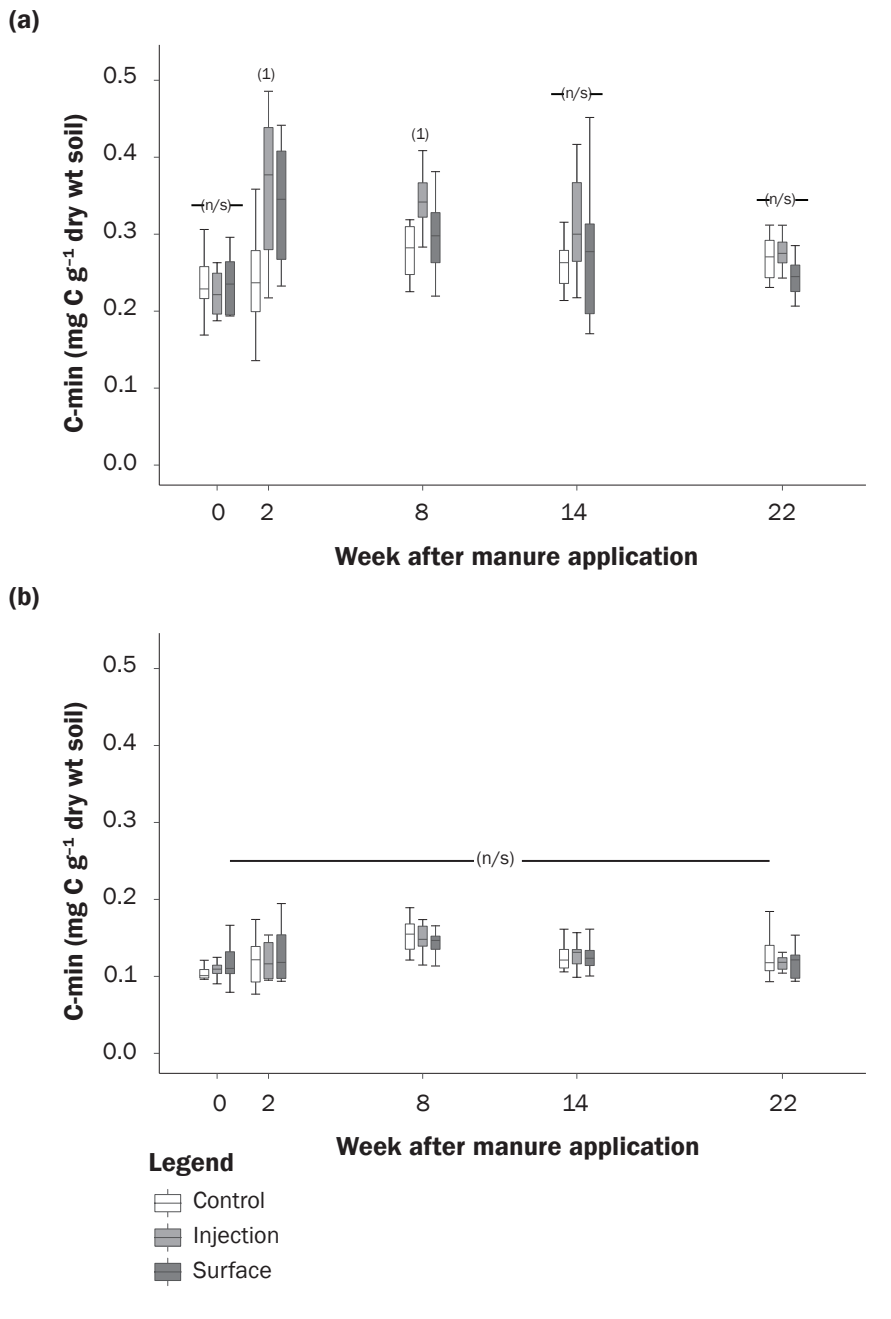 (a)
C-min (mg C g⁻¹ dry wt soil)
0.5
0.4
0.3
0.2
0.1
0.0
(n/s)
(1)
(1)
(n/s)
(n/s)
0 2 8 14 22
Week after manure application
(b)
C-min (mg C g⁻¹ dry wt soil)
0.5
0.4
0.3
0.2
0.1
0.0
(n/s)
0 2 8 14 22
Week after manure application
Legend
Control
Injection
Surface